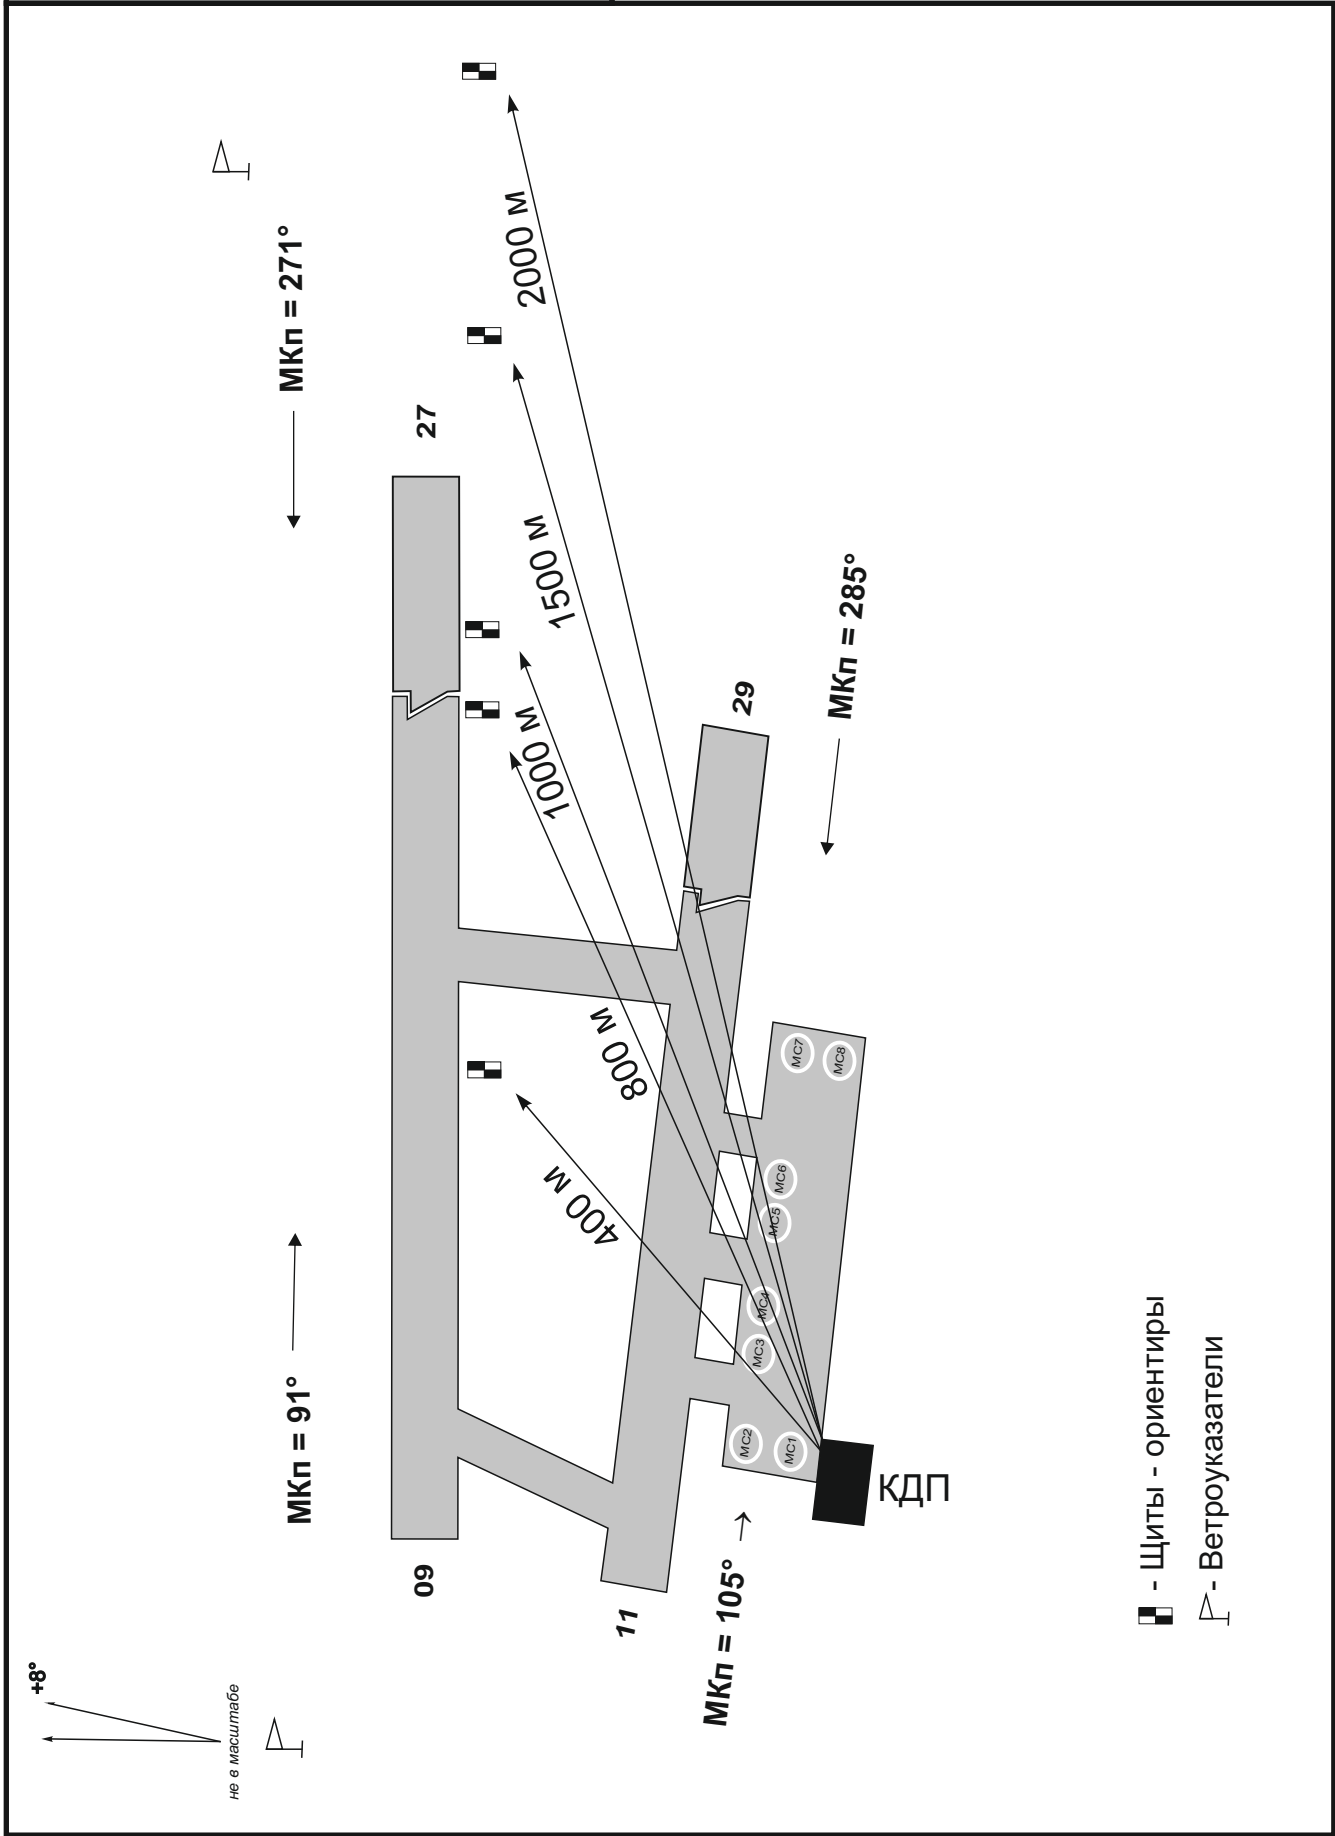 +8°
не в масштабе
МКп = 91°
МКп = 271°
09
27
11
29
МКп = 105°
МКп = 285°
400 м
800 м
1000 м
1500 м
2000 м
МС1
МС2
МС3
МС4
МС5
МС6
МС7
МС8
КДП
- Щиты - ориентиры
- Ветроуказатели